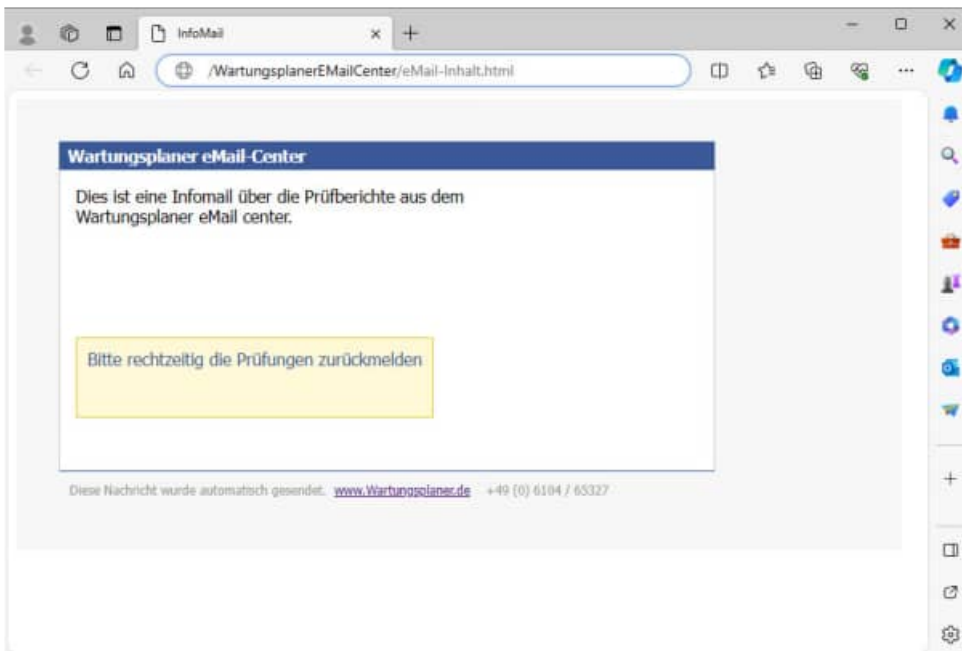 InfoMail
/WartungsplanerEMailCenter/eMail-Inhalt.html
Wartungsplaner eMail-Center
Dies ist eine Infomail über die Prüfberichte aus dem
Wartungsplaner eMail center.
Bitte rechtzeitig die Prüfungen zurückmelden
Diese Nachricht wurde automatisch gesendet. www.Wartungsplaner.de +49 (0) 6104 / 65327